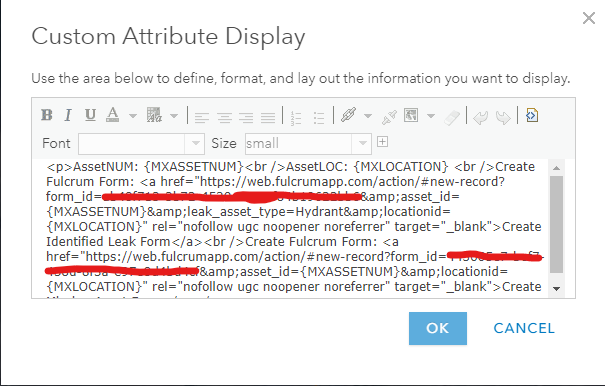 Custom Attribute Display
Use the area below to define, format, and lay out the information you want to display.
B I U A
Font Size small
<p>AssetNUM: {MXASSETNUM}<br />AssetLOC: {MXLOCATION} <br />Create
Fulcrum Form: <a href="https://web.fulcrumapp.com/action/#new-record?
form_id=&amp;asset_id=
{MXASSETNUM}&amp;leak_asset_type=Hydrant&amp;locationid=
{MXLOCATION}" rel="nofollow ugc noopener noreferrer" target="_blank">Create
Identified Leak Form</a><br />Create Fulcrum Form: <a
href="https://web.fulcrumapp.com/action/#new-record?form_id=
&amp;asset_id={MXASSETNUM}&amp;locationid=
{MXLOCATION}" rel="nofollow ugc noopener noreferrer" target="_blank">Create
OK CANCEL